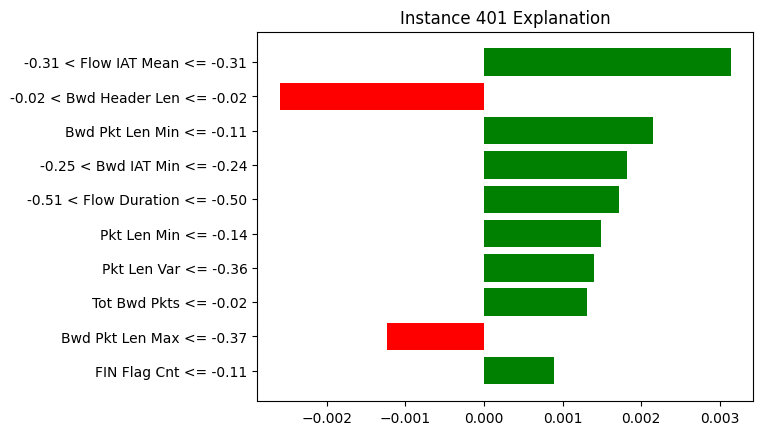 Instance 401 Explanation
-0.31 < Flow IAT Mean <= -0.31
-0.02 < Bwd Header Len <= -0.02
Bwd Pkt Len Min <= -0.11
-0.25 < Bwd IAT Min <= -0.24
-0.51 < Flow Duration <= -0.50
Pkt Len Min <= -0.14
Pkt Len Var <= -0.36
Tot Bwd Pkts <= -0.02
Bwd Pkt Len Max <= -0.37
FIN Flag Cnt <= -0.11
−0.002 −0.001 0.000 0.001 0.002 0.003